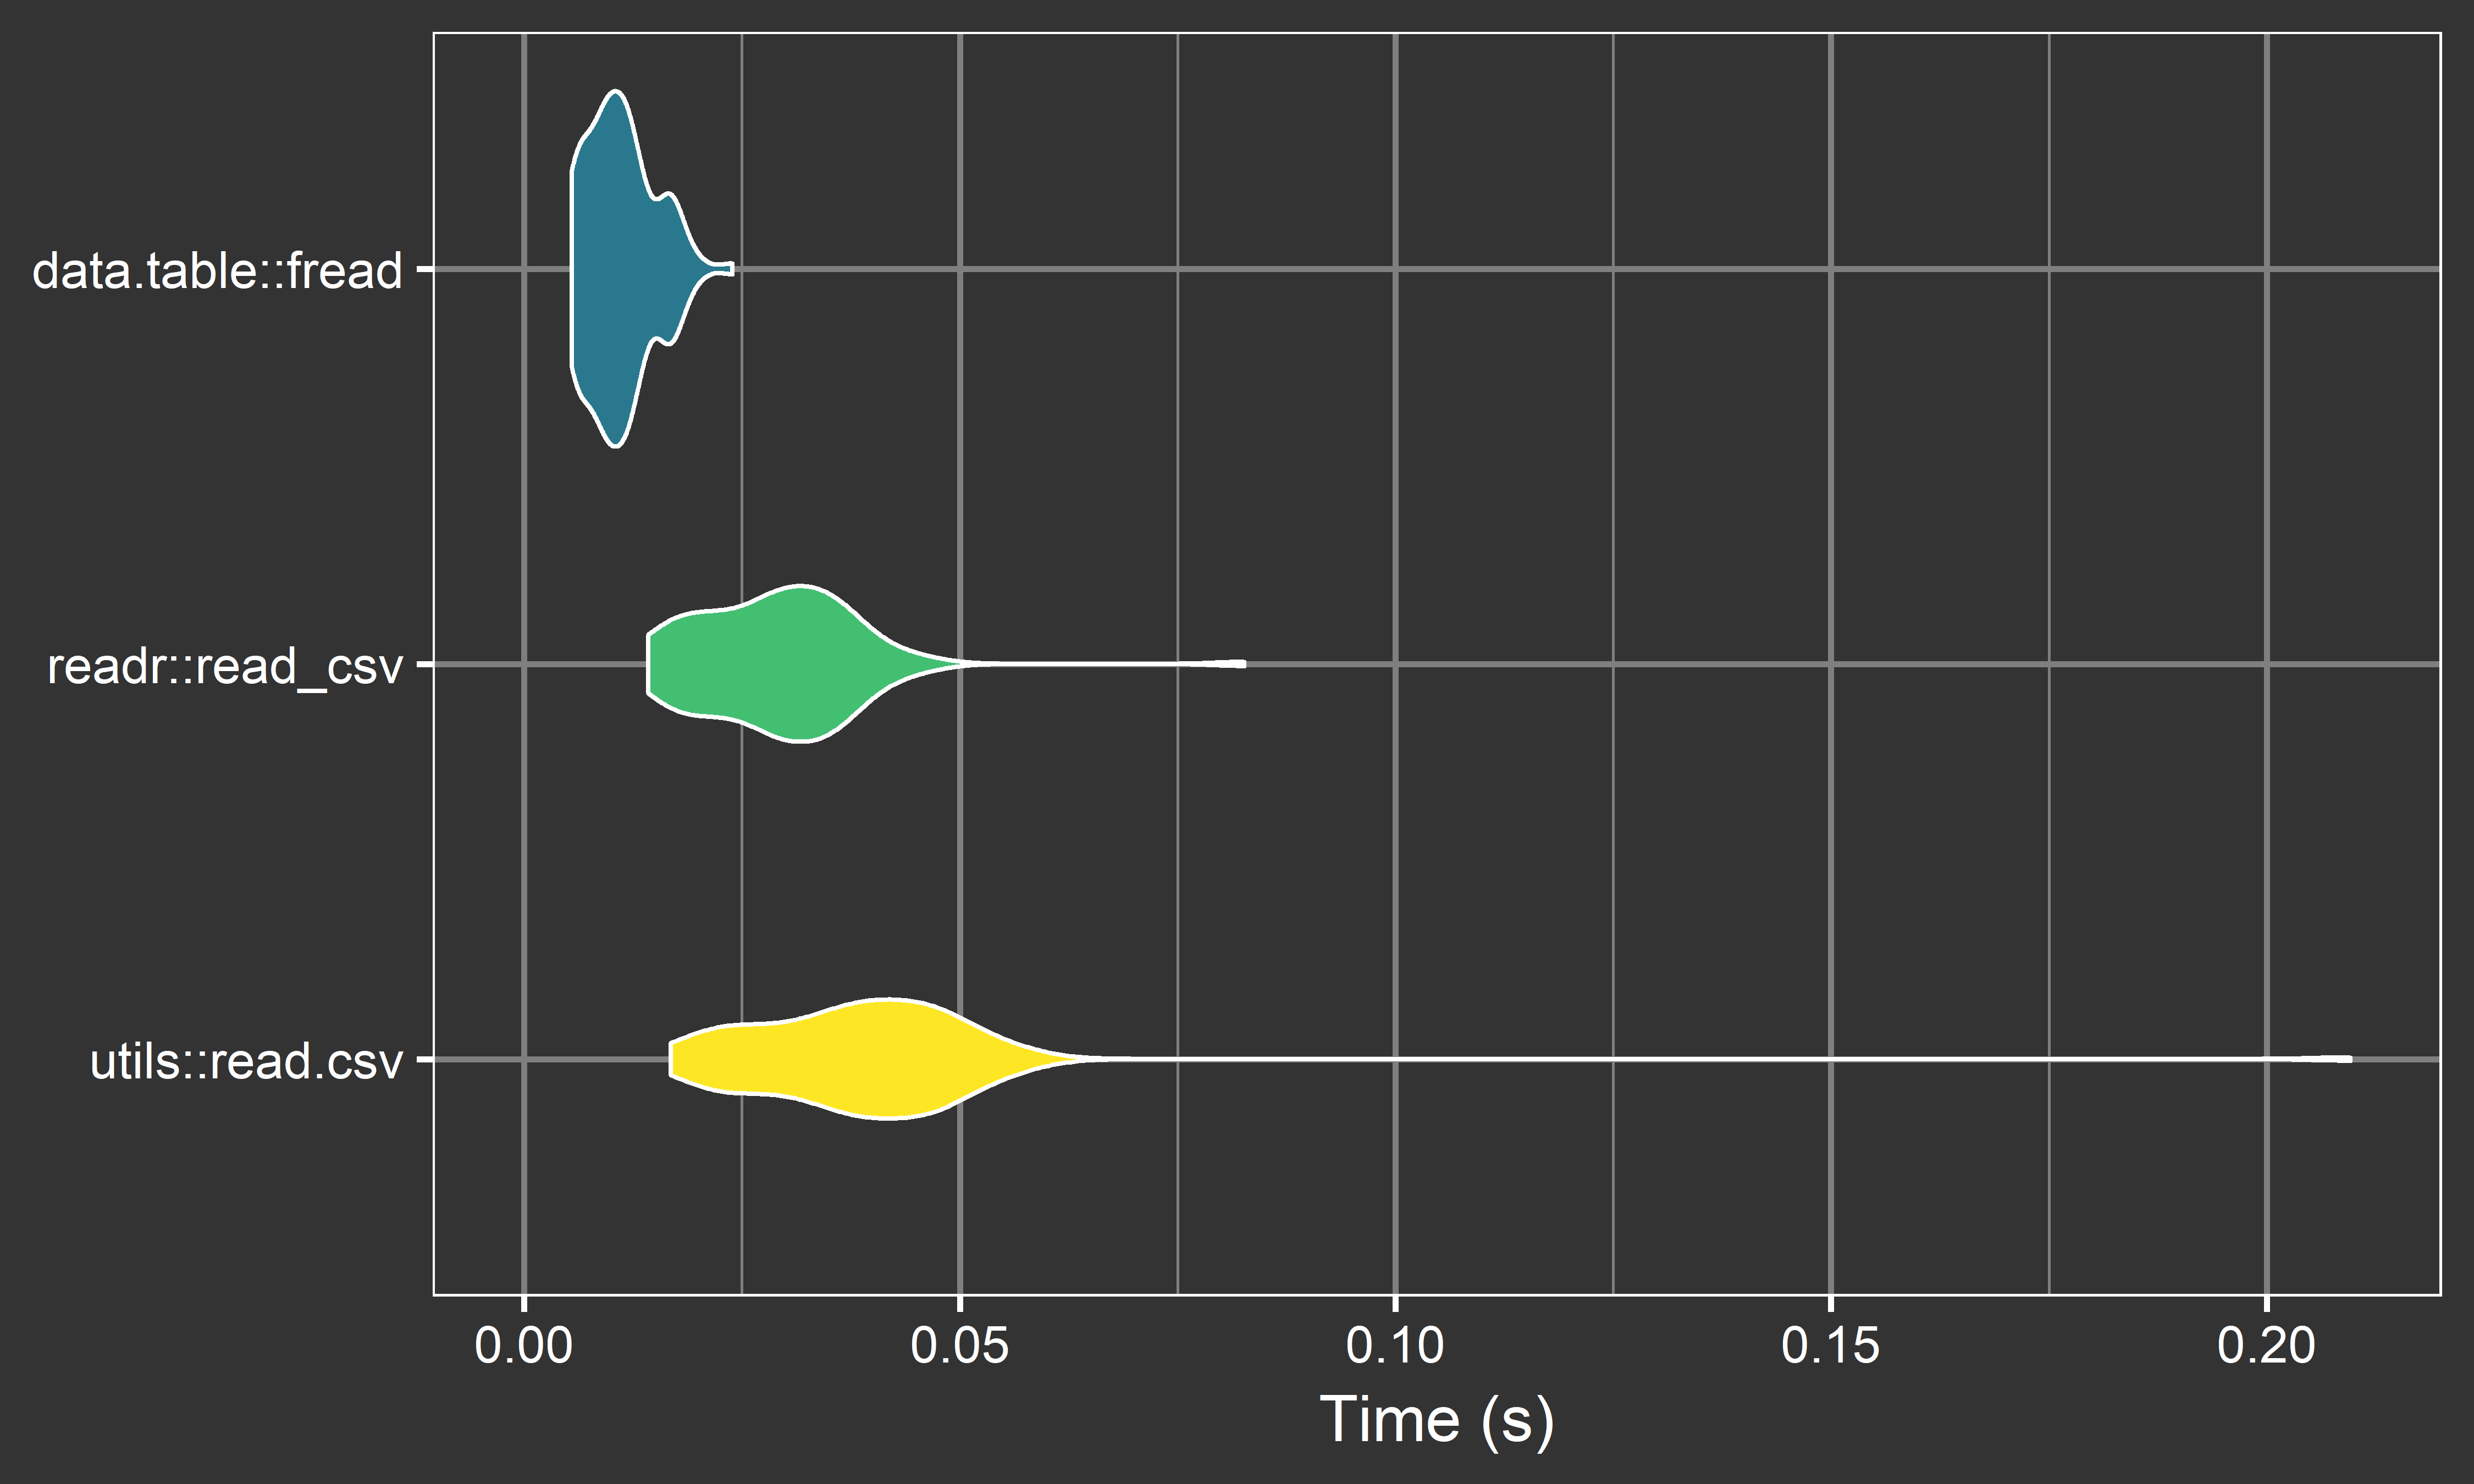 data.table::fread
readr::read_csv
utils::read.csv
0.00 0.05 0.10 0.15 0.20
Time (s)